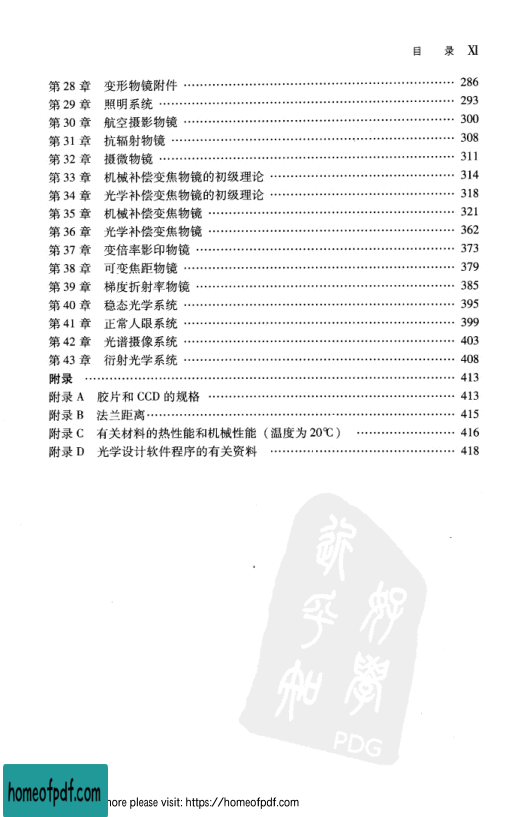 目 录 XI
第 28 章 变形物镜附件 …… 286
第 29 章 照明系统 …… 293
第 30 章 航空摄影物镜 …… 300
第 31 章 抗辐射物镜 …… 308
第 32 章 摄微物镜 …… 311
第 33 章 机械补偿变焦物镜的初级理论 …… 314
第 34 章 光学补偿变焦物镜的初级理论 …… 318
第 35 章 机械补偿变焦物镜 …… 321
第 36 章 光学补偿变焦物镜 …… 362
第 37 章 变倍率影印物镜 …… 373
第 38 章 可变焦距物镜 …… 379
第 39 章 梯度折射率物镜 …… 385
第 40 章 稳态光学系统 …… 395
第 41 章 正常人眼系统 …… 399
第 42 章 光谱摄像系统 …… 403
第 43 章 衍射光学系统 …… 408
附录 …… 413
附录 A 胶片和 CCD 的规格 …… 413
附录 B 法兰距离 …… 415
附录 C 有关材料的热性能和机械性能（温度为 20℃） …… 416
附录 D 光学设计软件程序的有关资料 …… 418
好學
近乎知
PDG
homeofpdf.com
more please visit: https://homeofpdf.com